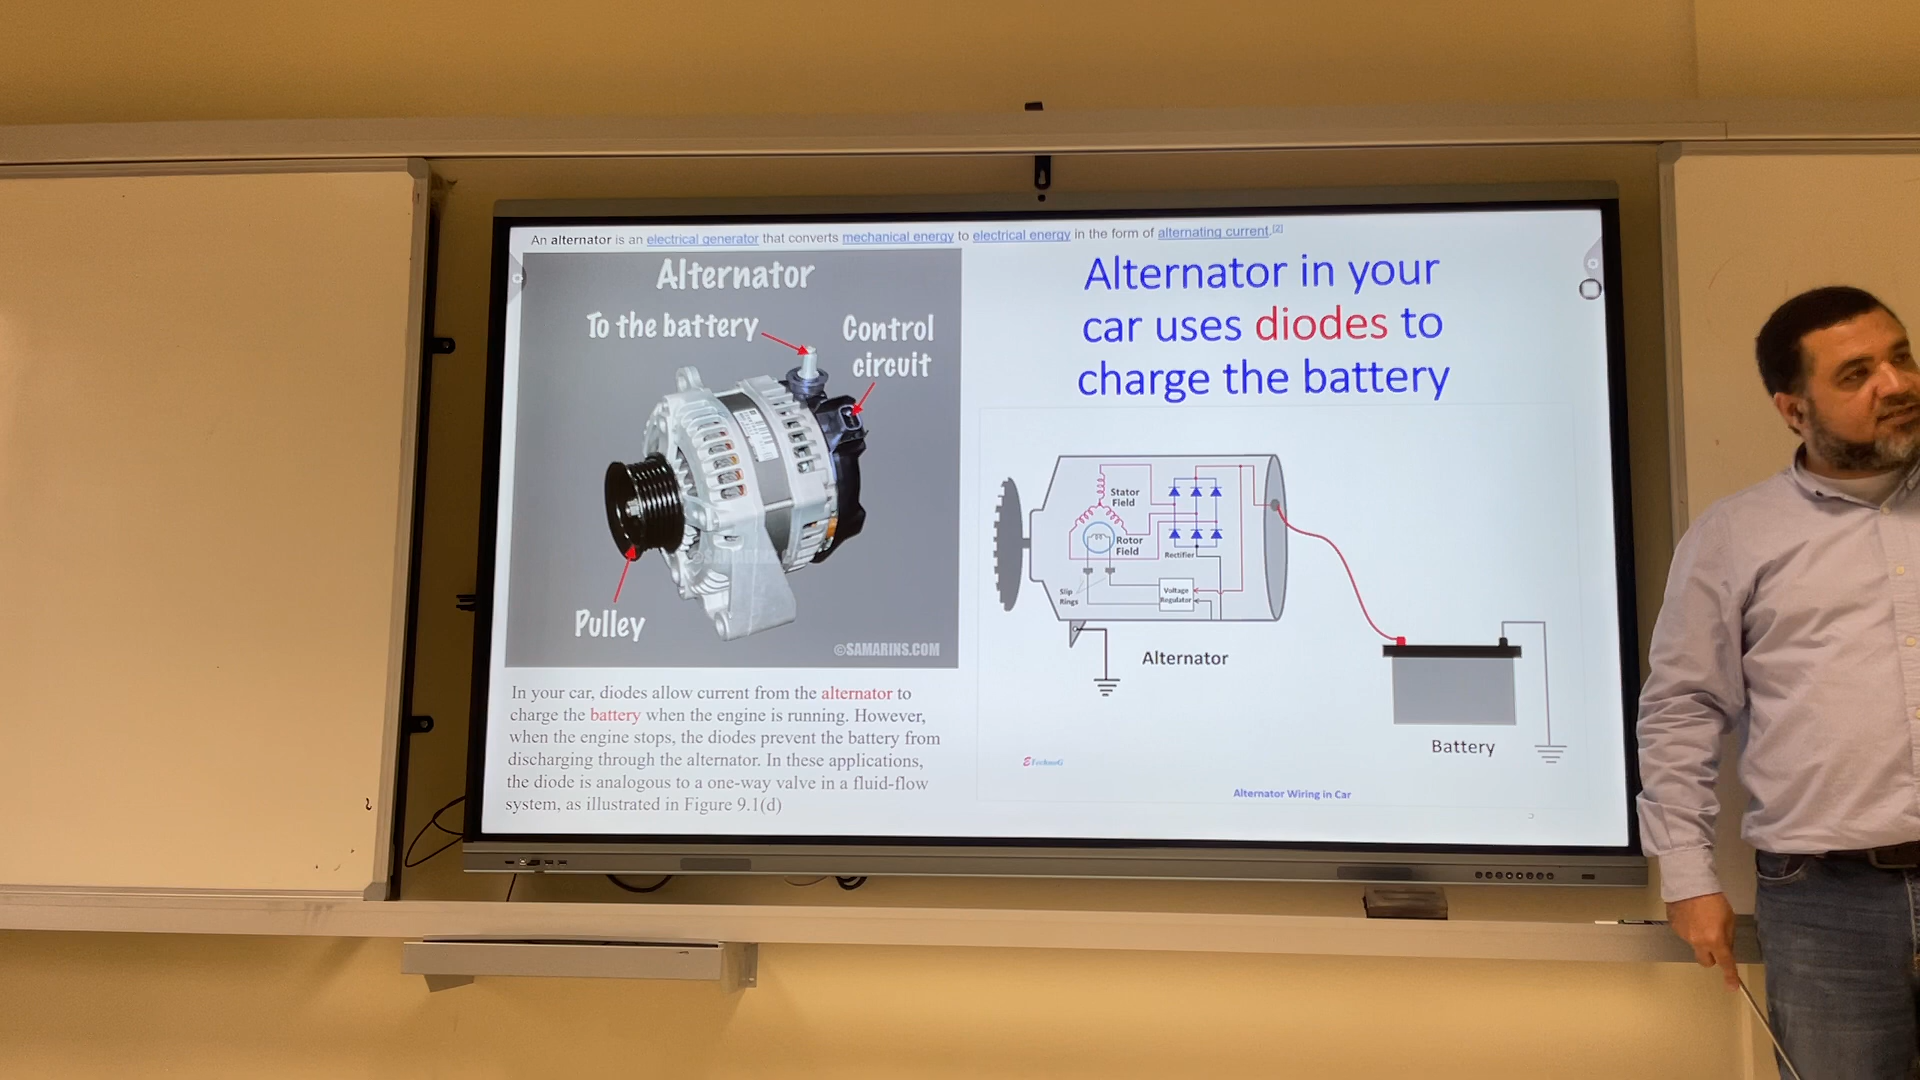 An alternator is an electrical generator that converts mechanical energy to electrical energy in the form of alternating current.[2]
Alternator
To the battery
Control
circuit
Pulley
©SAMARINS.COM
In your car, diodes allow current from the alternator to
charge the battery when the engine is running. However,
when the engine stops, the diodes prevent the battery from
discharging through the alternator. In these applications,
the diode is analogous to a one-way valve in a fluid-flow
system, as illustrated in Figure 9.1(d)
Alternator in your
car uses diodes to
charge the battery
Stator
Field
Rotor
Field
Rectifier
Slip
Rings
Voltage
Regulator
Alternator
Battery
ETechnoG
Alternator Wiring in Car